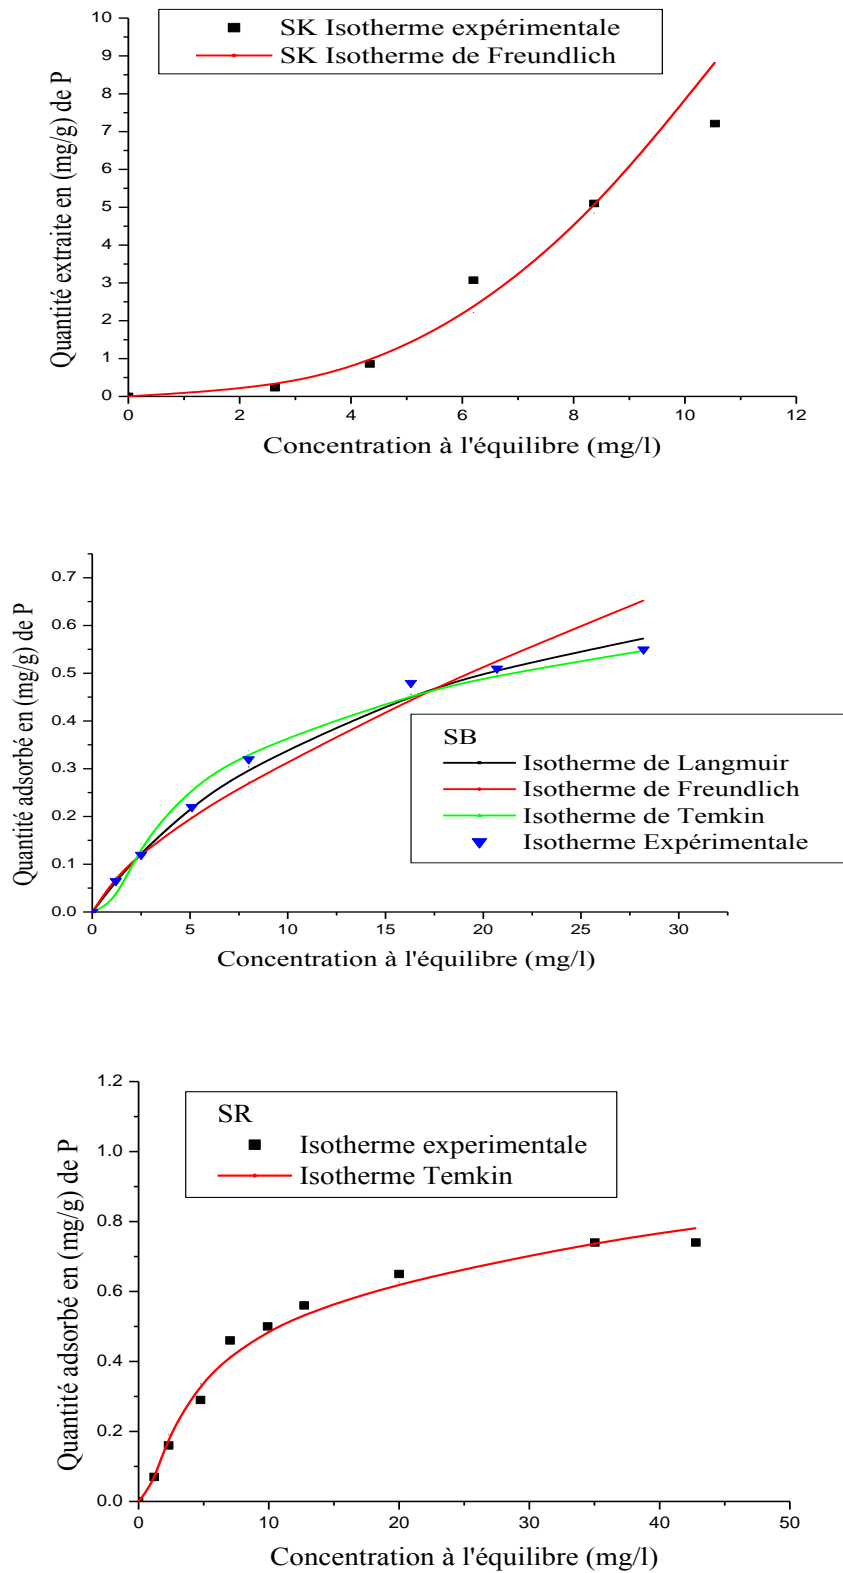 SK Isotherme expérimentale
SK Isotherme de Freundlich
Quantité extraite en (mg/g) de P
10
9
8
7
6
5
4
3
2
1
0
0 2 4 6 8 10 12
Concentration à l'équilibre (mg/l)
Quantité adsorbé en (mg/g) de P
0.7
0.6
0.5
0.4
0.3
0.2
0.1
0.0
SB
Isotherme de Langmuir
Isotherme de Freundlich
Isotherme de Temkin
Isotherme Expérimentale
0 5 10 15 20 25 30
Concentration à l'équilibre (mg/l)
Quantité adsorbé en (mg/g) de P
1.2
1.0
0.8
0.6
0.4
0.2
0.0
SR
Isotherme experimentale
Isotherme Temkin
0 10 20 30 40 50
Concentration à l'équilibre (mg/l)